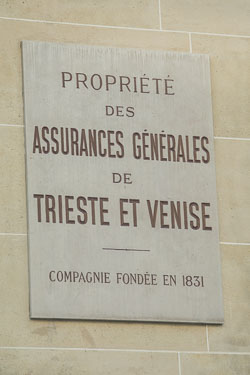 PROPRIÉTÉ
DES
ASSURANCES GÉNÉRALES
DE
TRIESTE ET VENISE
COMPAGNIE FONDÉE EN 1831